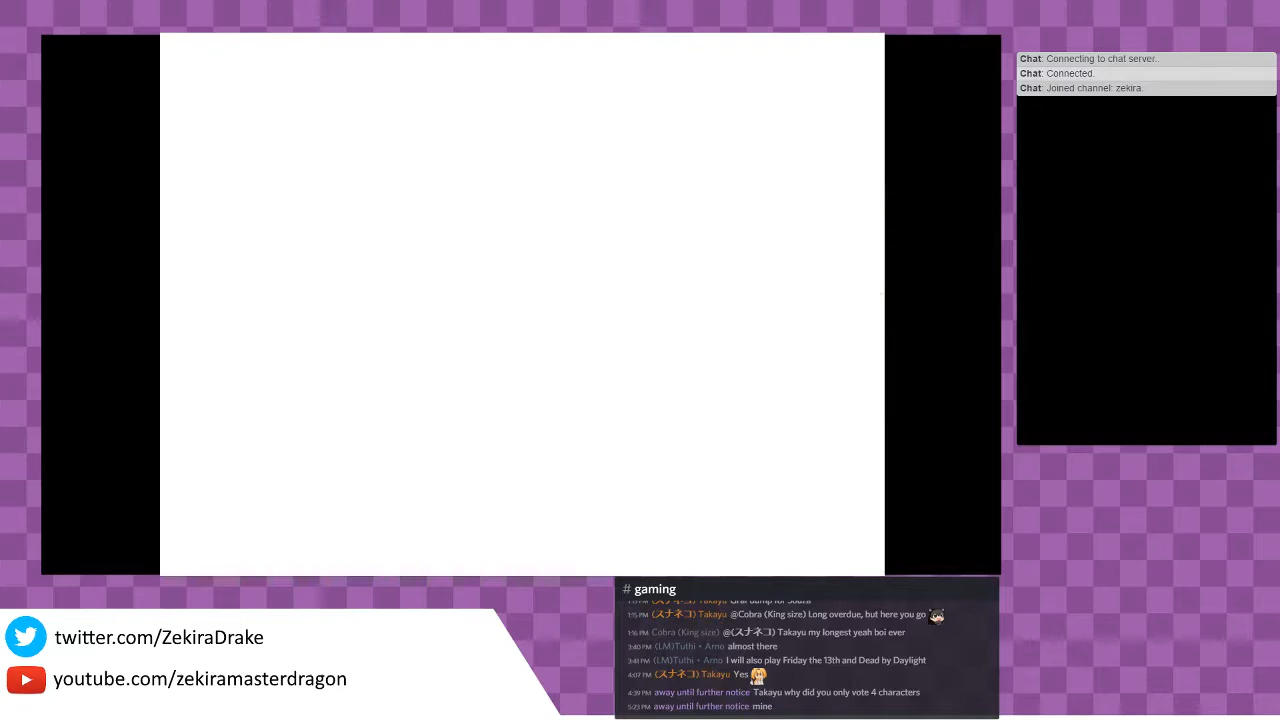 Chat: Connecting to chat server..
Chat: Connected.
Chat: Joined channel: zekira.
# gaming
(スナネコ) Takayu
1:15 PM (スナネコ) Takayu @Cobra (King size) Long overdue, but here you go
1:16 PM Cobra (King size) @(スナネコ) Takayu my longest yeah boi ever
3:40 PM (LM)Tuthi • Arno almost there
3:41 PM (LM)Tuthi • Arno I will also play Friday the 13th and Dead by Daylight
4:07 PM (スナネコ) Takayu Yes
4:39 PM away until further notice Takayu why did you only vote 4 characters
5:23 PM away until further notice mine
twitter.com/ZekiraDrake
youtube.com/zekiramasterdragon